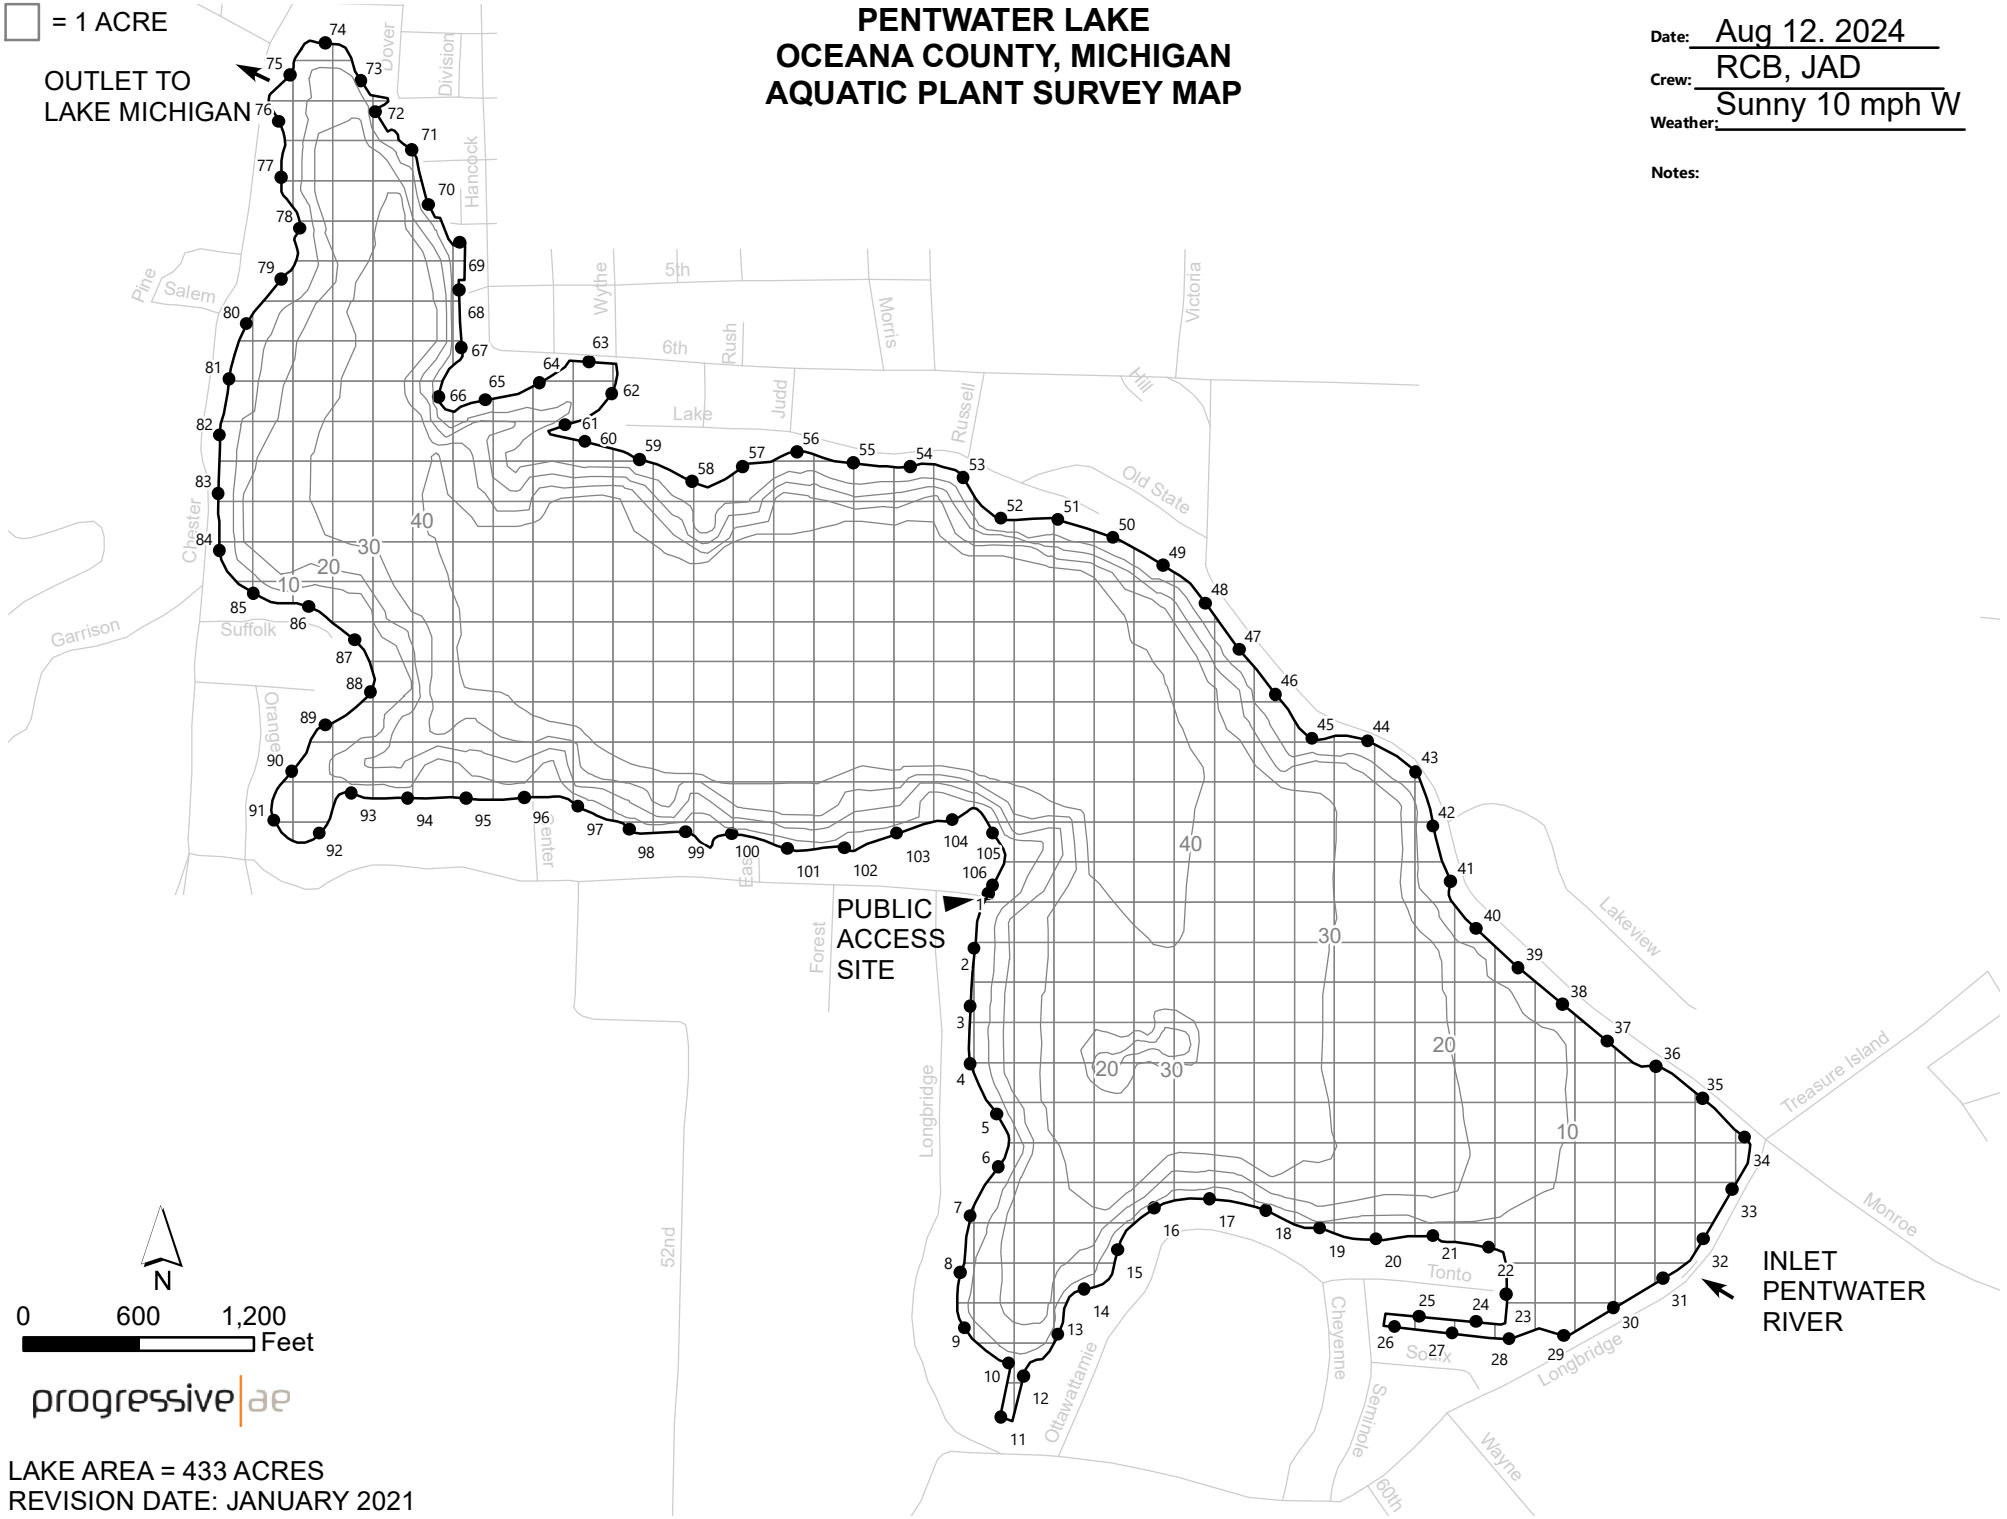 = 1 ACRE
OUTLET TO
LAKE MICHIGAN
PENTWATER LAKE
OCEANA COUNTY, MICHIGAN
AQUATIC PLANT SURVEY MAP
Date: Aug 12. 2024
Crew: RCB, JAD
Weather: Sunny 10 mph W
Notes:
74
75
73
72
76
71
77
70
78
69
79
68
80
67
81
66
65
64
63
62
61
60
59
58
57
56
55
54
53
52
51
50
49
48
47
46
45
44
43
42
41
40
39
38
37
36
35
34
33
32
31
30
29
28
27
26
25
24
23
22
21
20
19
18
17
16
15
14
13
12
11
10
9
8
7
6
5
4
3
2
1
106
105
104
103
102
101
100
99
98
97
96
95
94
93
92
91
90
89
88
87
86
85
84
83
82
10
20
30
40
40
30
20
10
20
30
Dover
Division
Hancock
Pine
Salem
Wythe
5th
Rush
6th
Morris
Victoria
Judd
Lake
Russell
Hill
Old State
Chester
Garrison
Suffolk
Orange
Forest
Longbridge
52nd
Lakeview
Treasure Island
Monroe
Tonto
Cheyenne
Seminole
Longbridge
Ottawattamie
Wayne
60th
PUBLIC
ACCESS
SITE
INLET
PENTWATER
RIVER
N
0 600 1,200
Feet
progressive ae
LAKE AREA = 433 ACRES
REVISION DATE: JANUARY 2021